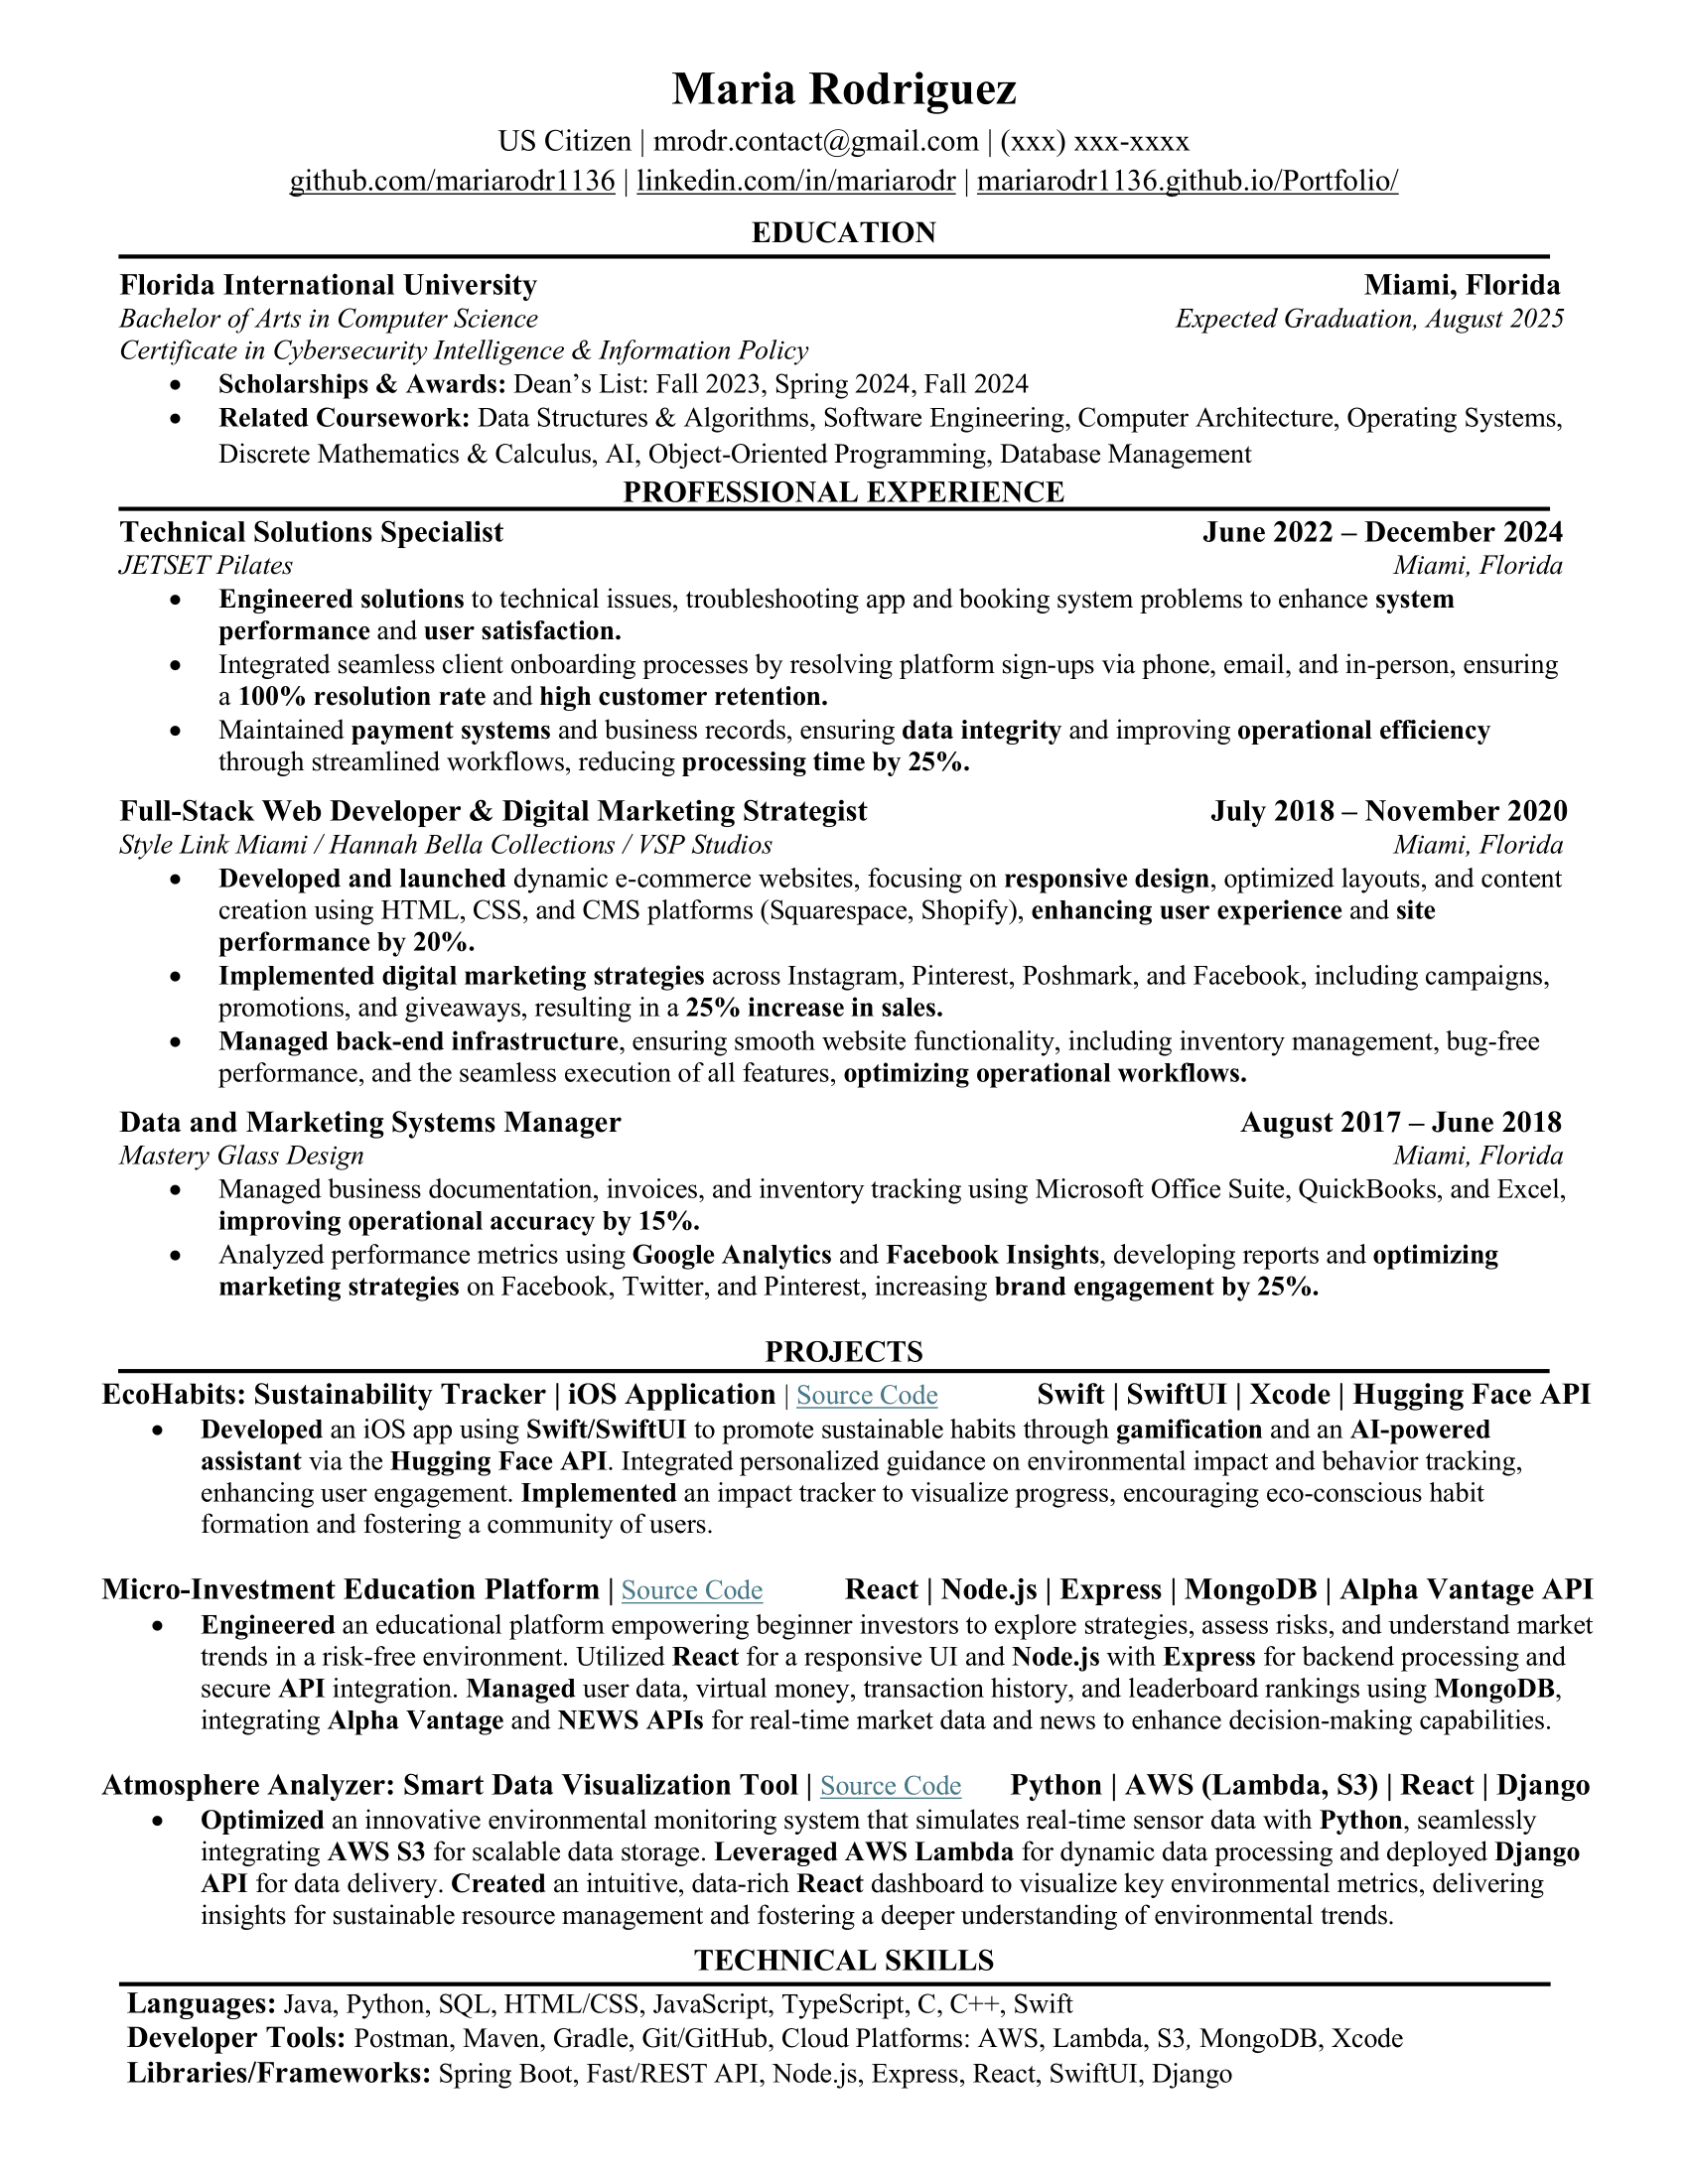 Maria Rodriguez
US Citizen | mrodr.contact@gmail.com | (xxx) xxx-xxxx
github.com/mariarodr1136 | linkedin.com/in/mariarodr | mariarodr1136.github.io/Portfolio/
EDUCATION
Florida International University Miami, Florida
Bachelor of Arts in Computer Science Expected Graduation, August 2025
Certificate in Cybersecurity Intelligence & Information Policy
• Scholarships & Awards: Dean’s List: Fall 2023, Spring 2024, Fall 2024
• Related Coursework: Data Structures & Algorithms, Software Engineering, Computer Architecture, Operating Systems,
Discrete Mathematics & Calculus, AI, Object-Oriented Programming, Database Management
PROFESSIONAL EXPERIENCE
Technical Solutions Specialist June 2022 – December 2024
JETSET Pilates Miami, Florida
• Engineered solutions to technical issues, troubleshooting app and booking system problems to enhance system
performance and user satisfaction.
• Integrated seamless client onboarding processes by resolving platform sign-ups via phone, email, and in-person, ensuring
a 100% resolution rate and high customer retention.
• Maintained payment systems and business records, ensuring data integrity and improving operational efficiency
through streamlined workflows, reducing processing time by 25%.
Full-Stack Web Developer & Digital Marketing Strategist July 2018 – November 2020
Style Link Miami / Hannah Bella Collections / VSP Studios Miami, Florida
• Developed and launched dynamic e-commerce websites, focusing on responsive design, optimized layouts, and content
creation using HTML, CSS, and CMS platforms (Squarespace, Shopify), enhancing user experience and site
performance by 20%.
• Implemented digital marketing strategies across Instagram, Pinterest, Poshmark, and Facebook, including campaigns,
promotions, and giveaways, resulting in a 25% increase in sales.
• Managed back-end infrastructure, ensuring smooth website functionality, including inventory management, bug-free
performance, and the seamless execution of all features, optimizing operational workflows.
Data and Marketing Systems Manager August 2017 – June 2018
Mastery Glass Design Miami, Florida
• Managed business documentation, invoices, and inventory tracking using Microsoft Office Suite, QuickBooks, and Excel,
improving operational accuracy by 15%.
• Analyzed performance metrics using Google Analytics and Facebook Insights, developing reports and optimizing
marketing strategies on Facebook, Twitter, and Pinterest, increasing brand engagement by 25%.
PROJECTS
EcoHabits: Sustainability Tracker | iOS Application | Source Code Swift | SwiftUI | Xcode | Hugging Face API
• Developed an iOS app using Swift/SwiftUI to promote sustainable habits through gamification and an AI-powered
assistant via the Hugging Face API. Integrated personalized guidance on environmental impact and behavior tracking,
enhancing user engagement. Implemented an impact tracker to visualize progress, encouraging eco-conscious habit
formation and fostering a community of users.
Micro-Investment Education Platform | Source Code React | Node.js | Express | MongoDB | Alpha Vantage API
• Engineered an educational platform empowering beginner investors to explore strategies, assess risks, and understand market
trends in a risk-free environment. Utilized React for a responsive UI and Node.js with Express for backend processing and
secure API integration. Managed user data, virtual money, transaction history, and leaderboard rankings using MongoDB,
integrating Alpha Vantage and NEWS APIs for real-time market data and news to enhance decision-making capabilities.
Atmosphere Analyzer: Smart Data Visualization Tool | Source Code Python | AWS (Lambda, S3) | React | Django
• Optimized an innovative environmental monitoring system that simulates real-time sensor data with Python, seamlessly
integrating AWS S3 for scalable data storage. Leveraged AWS Lambda for dynamic data processing and deployed Django
API for data delivery. Created an intuitive, data-rich React dashboard to visualize key environmental metrics, delivering
insights for sustainable resource management and fostering a deeper understanding of environmental trends.
TECHNICAL SKILLS
Languages: Java, Python, SQL, HTML/CSS, JavaScript, TypeScript, C, C++, Swift
Developer Tools: Postman, Maven, Gradle, Git/GitHub, Cloud Platforms: AWS, Lambda, S3, MongoDB, Xcode
Libraries/Frameworks: Spring Boot, Fast/REST API, Node.js, Express, React, SwiftUI, Django